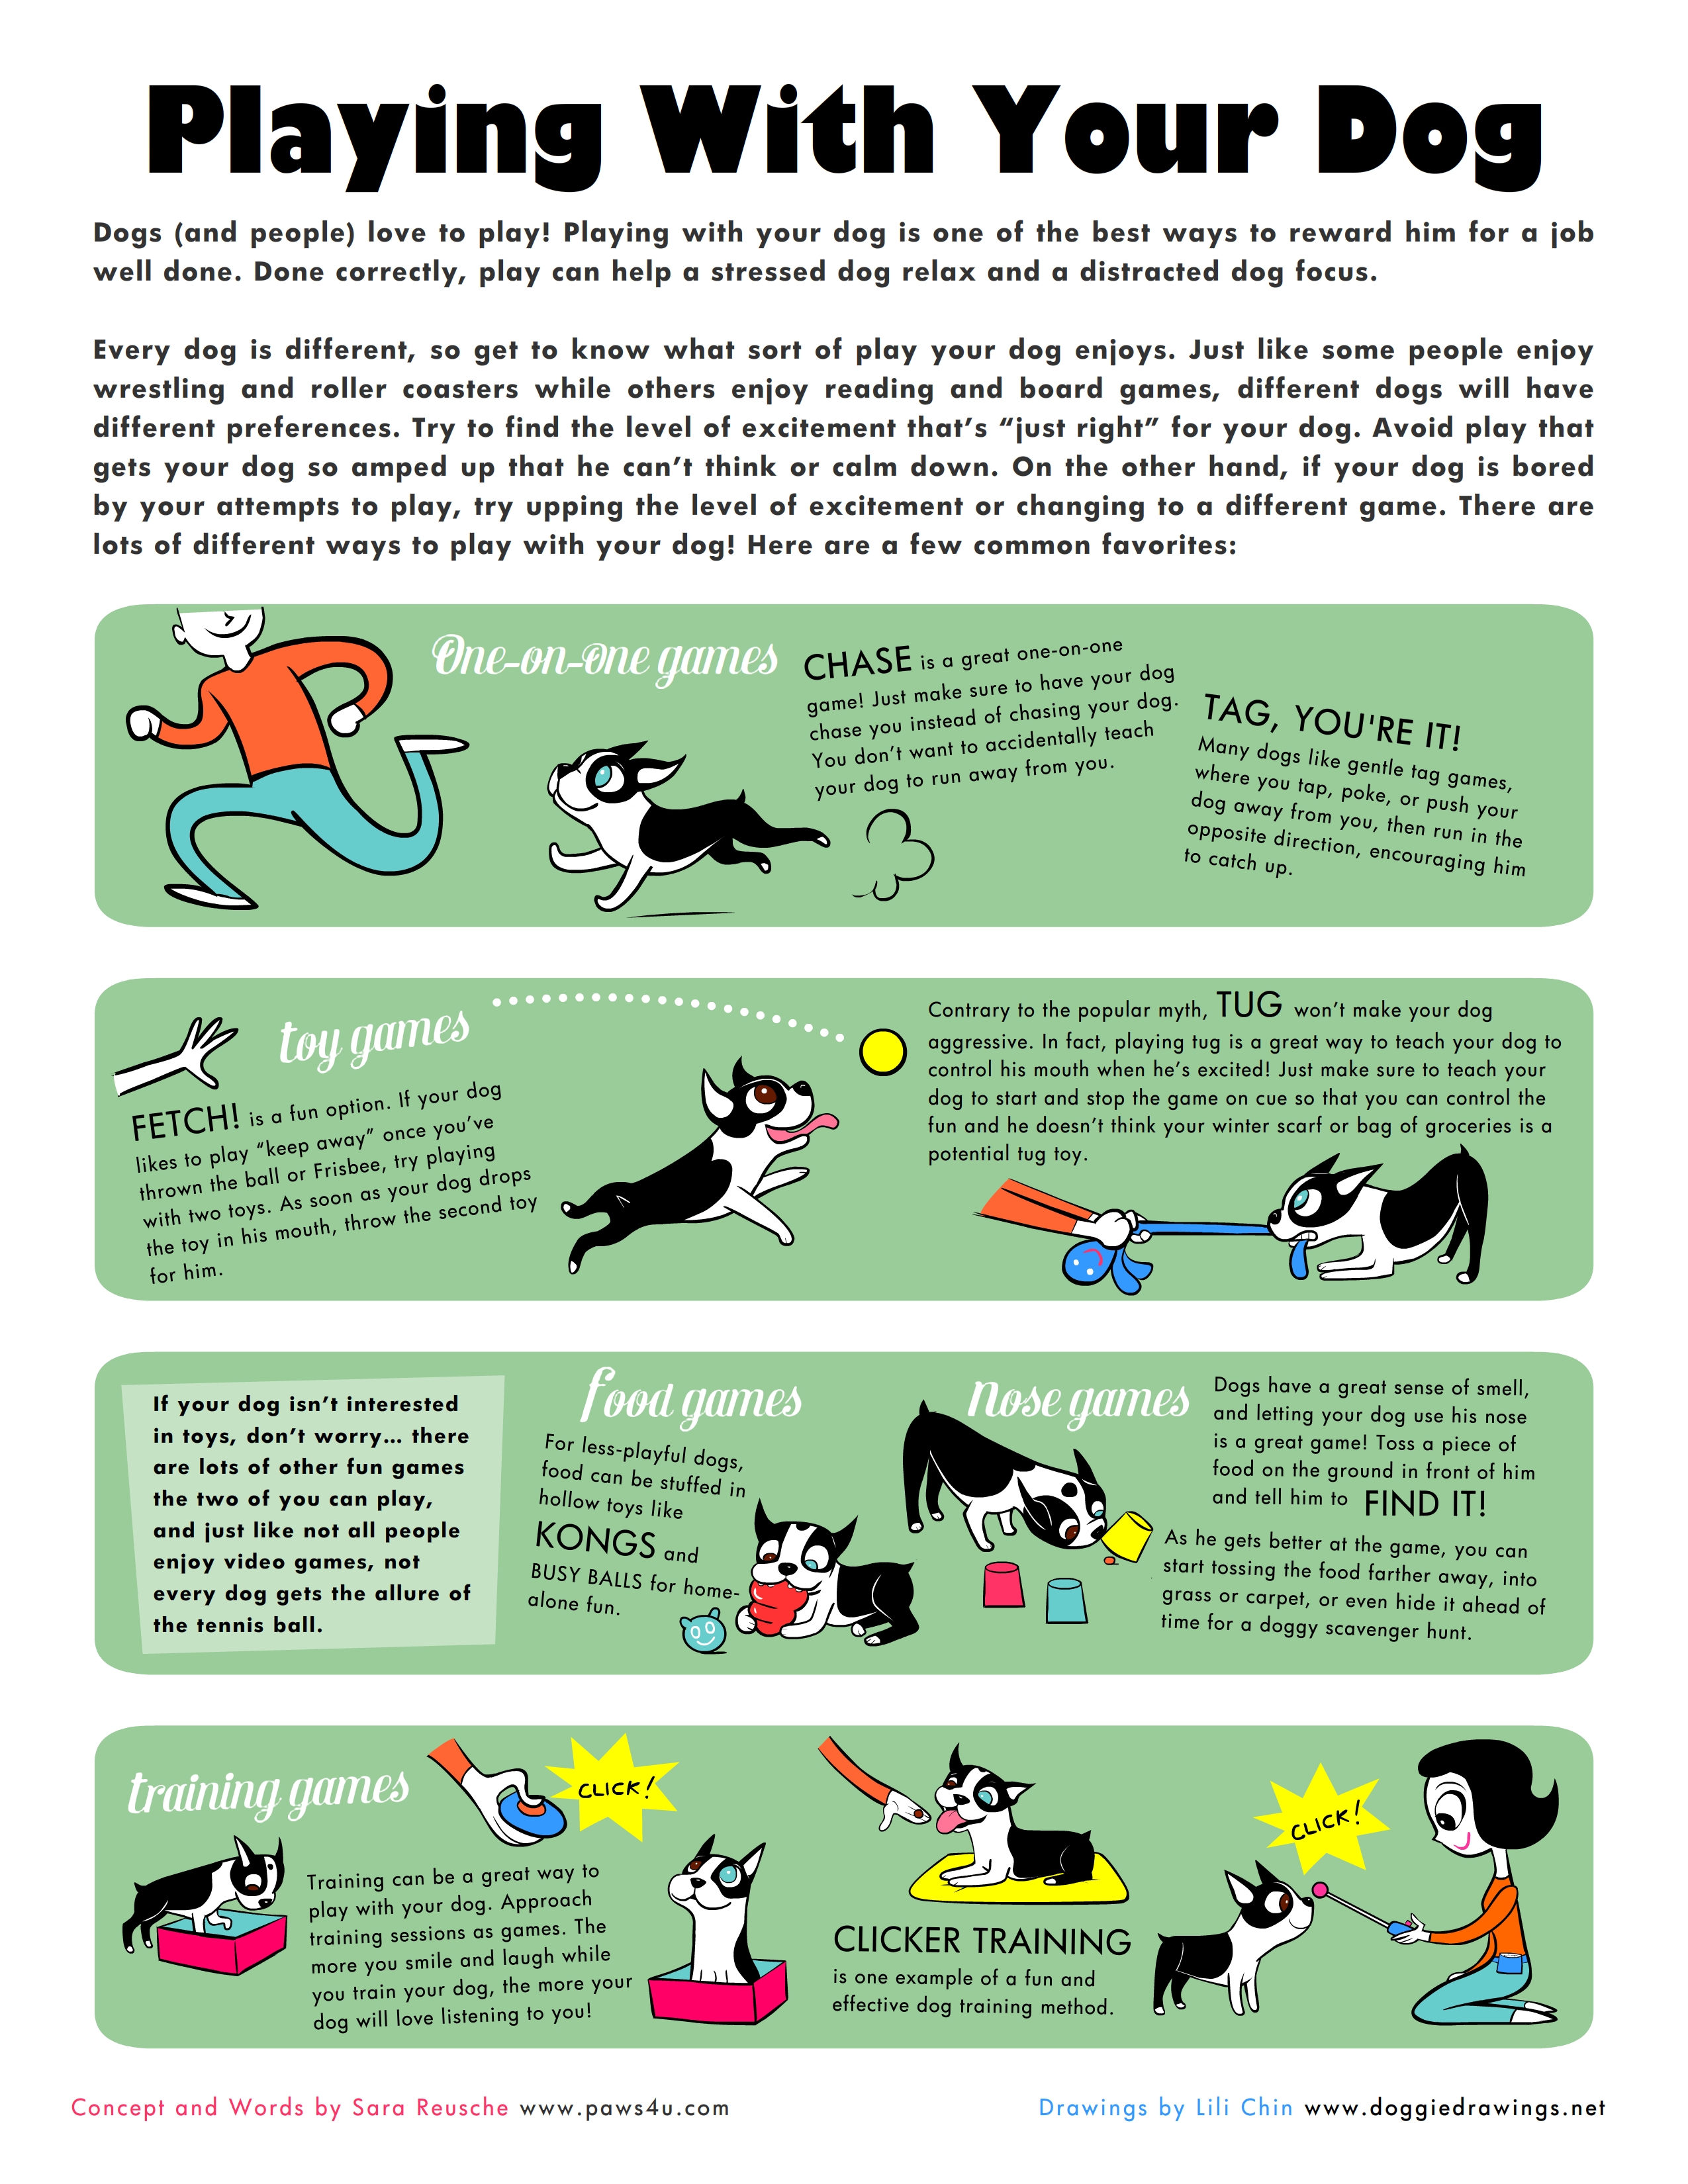 Playing With Your Dog
Dogs (and people) love to play! Playing with your dog is one of the best ways to reward him for a job
well done. Done correctly, play can help a stressed dog relax and a distracted dog focus.
Every dog is different, so get to know what sort of play your dog enjoys. Just like some people enjoy
wrestling and roller coasters while others enjoy reading and board games, different dogs will have
different preferences. Try to find the level of excitement that’s “just right” for your dog. Avoid play that
gets your dog so amped up that he can’t think or calm down. On the other hand, if your dog is bored
by your attempts to play, try upping the level of excitement or changing to a different game. There are
lots of different ways to play with your dog! Here are a few common favorites:
One-on-one games
CHASE is a great one-on-one
game! Just make sure to have your dog
chase you instead of chasing your dog.
You don’t want to accidentally teach
your dog to run away from you.
TAG, YOU'RE IT!
Many dogs like gentle tag games,
where you tap, poke, or push your
dog away from you, then run in the
opposite direction, encouraging him
to catch up.
toy games
FETCH! is a fun option. If your dog
likes to play “keep away” once you’ve
thrown the ball or Frisbee, try playing
with two toys. As soon as your dog drops
the toy in his mouth, throw the second toy
for him.
Contrary to the popular myth, TUG won’t make your dog
aggressive. In fact, playing tug is a great way to teach your dog to
control his mouth when he’s excited! Just make sure to teach your
dog to start and stop the game on cue so that you can control the
fun and he doesn’t think your winter scarf or bag of groceries is a
potential tug toy.
If your dog isn’t interested
in toys, don’t worry... there
are lots of other fun games
the two of you can play,
and just like not all people
enjoy video games, not
every dog gets the allure of
the tennis ball.
food games
For less-playful dogs,
food can be stuffed in
hollow toys like
KONGS and
BUSY BALLS for home-
alone fun.
nose games
Dogs have a great sense of smell,
and letting your dog use his nose
is a great game! Toss a piece of
food on the ground in front of him
and tell him to FIND IT!
As he gets better at the game, you can
start tossing the food farther away, into
grass or carpet, or even hide it ahead of
time for a doggy scavenger hunt.
training games
CLICK!
Training can be a great way to
play with your dog. Approach
training sessions as games. The
more you smile and laugh while
you train your dog, the more your
dog will love listening to you!
CLICKER TRAINING
is one example of a fun and
effective dog training method.
CLICK!
Concept and Words by Sara Reusche www.paws4u.com
Drawings by Lili Chin www.doggiedrawings.net